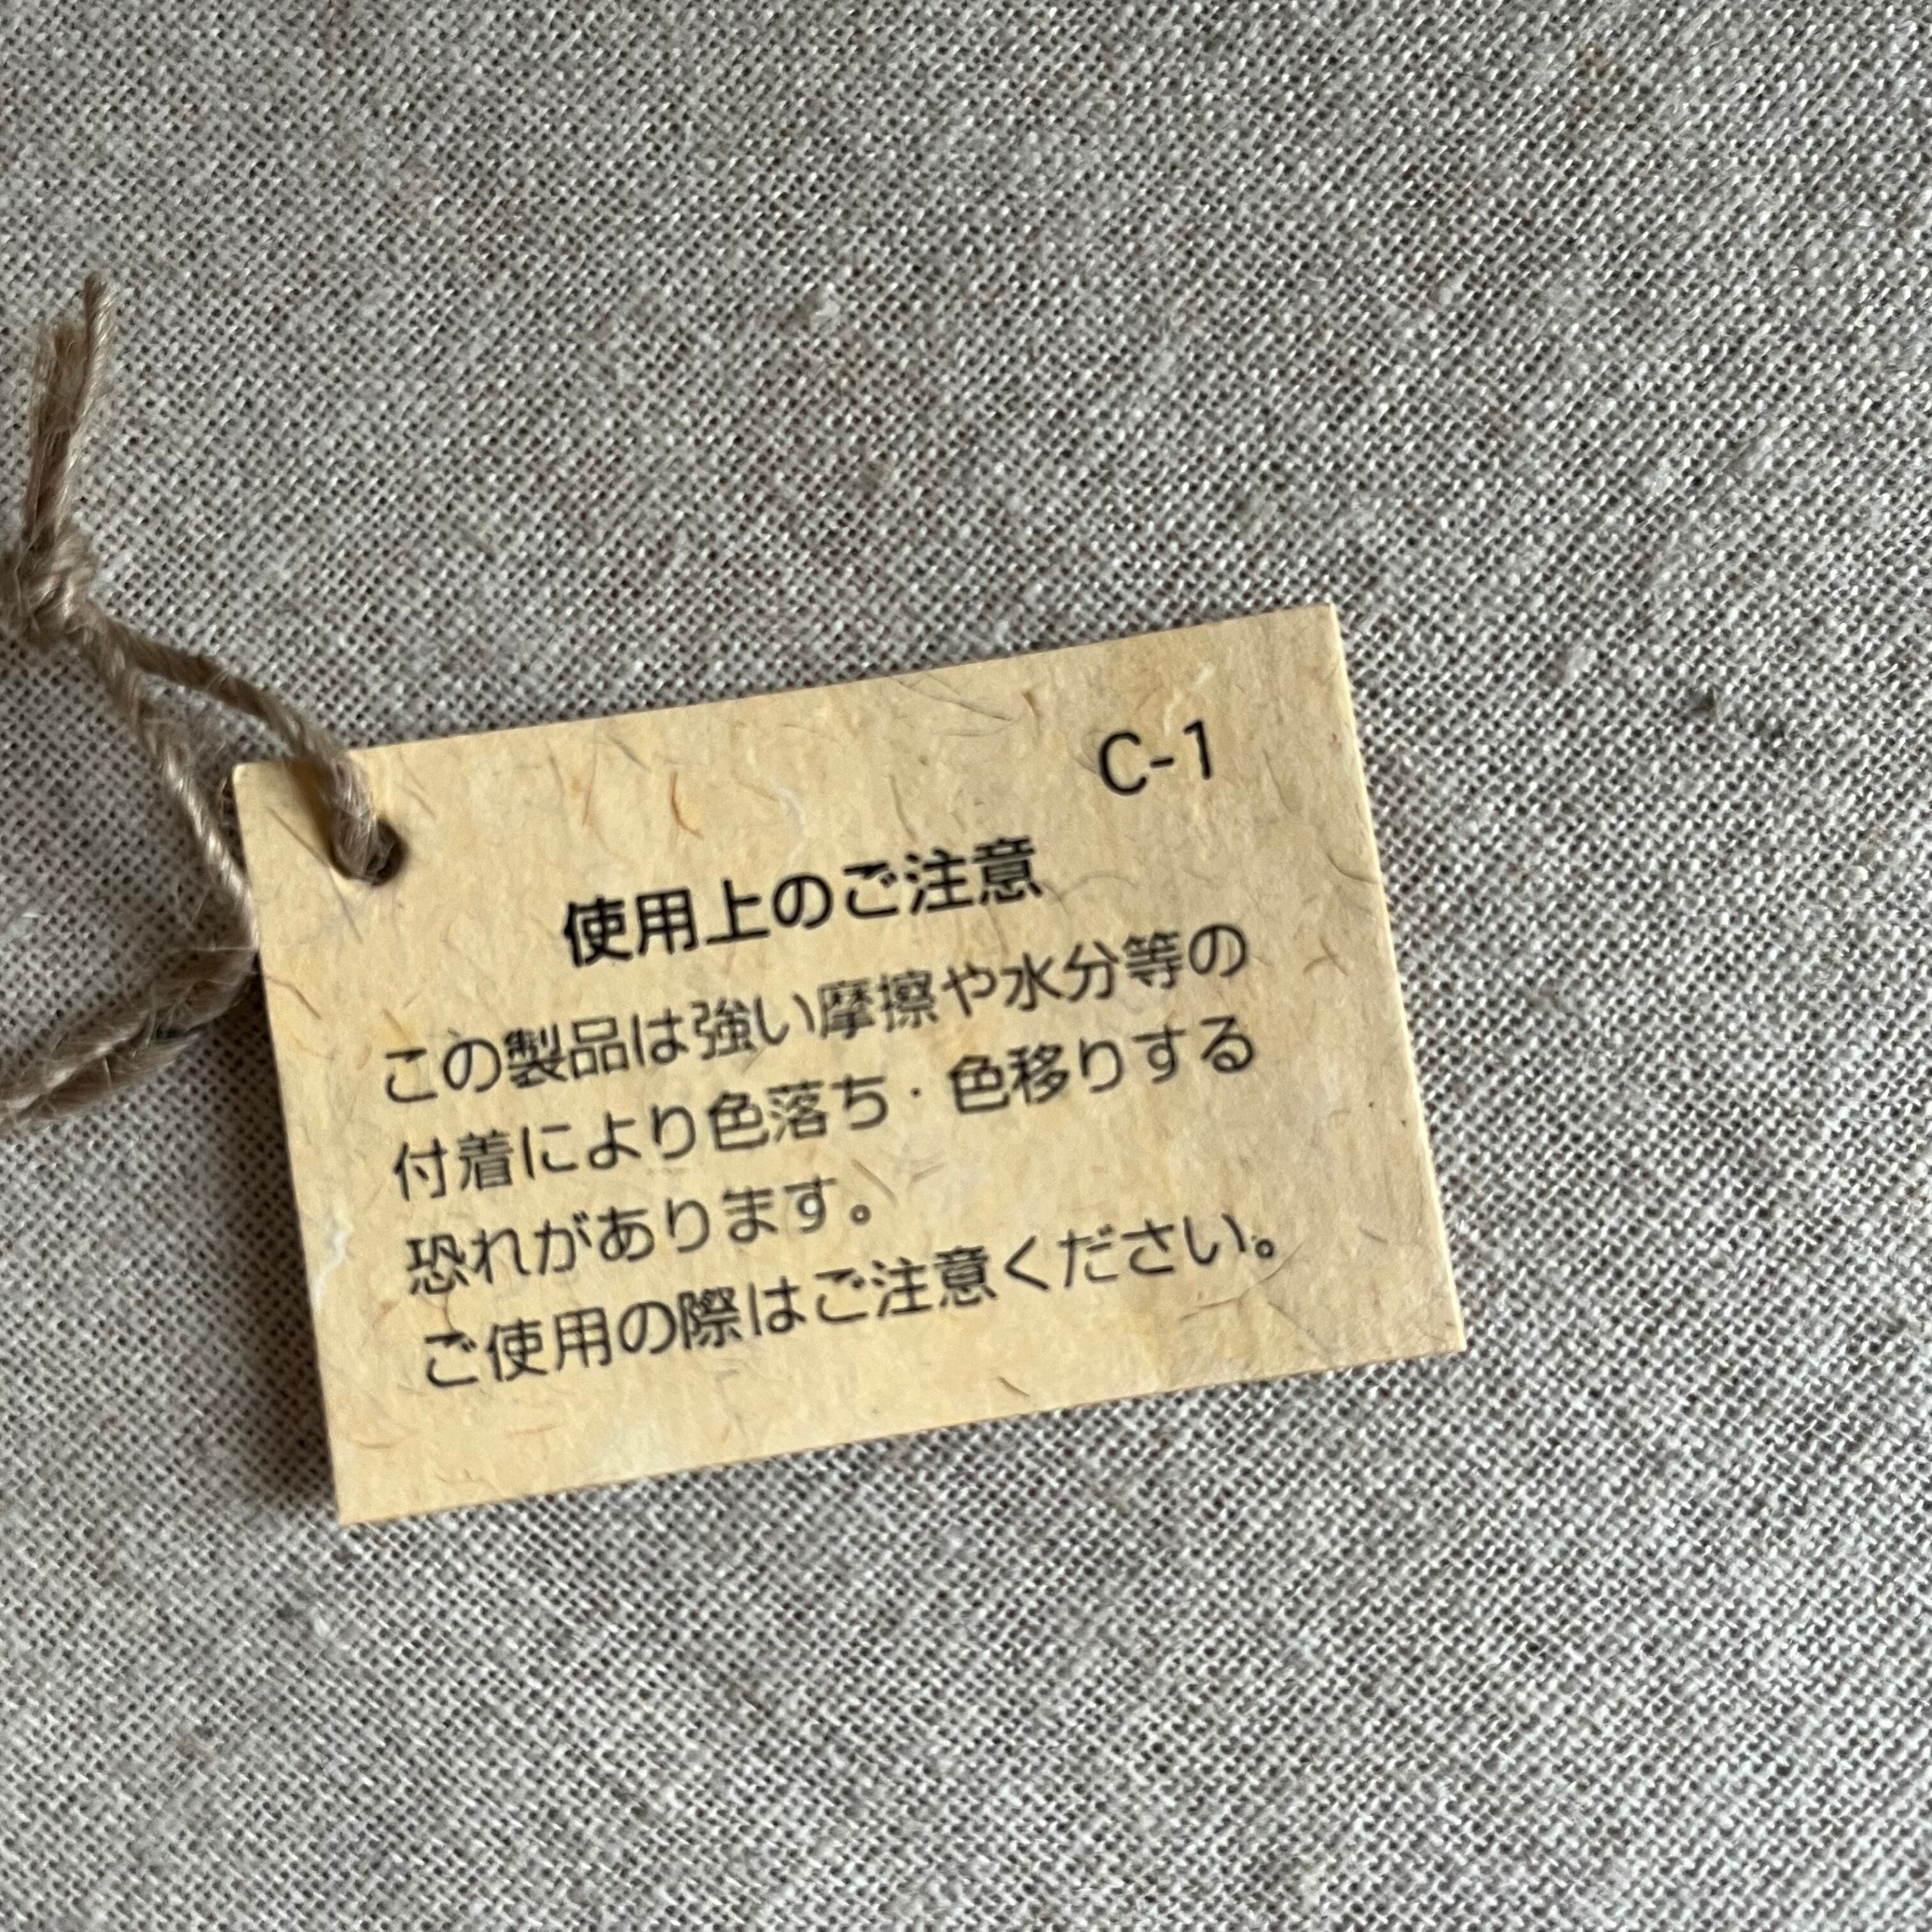 C-1
使用上のご注意
この製品は強い摩擦や水分等の
付着により色落ち・色移りする
恐れがあります。
ご使用の際はご注意ください。